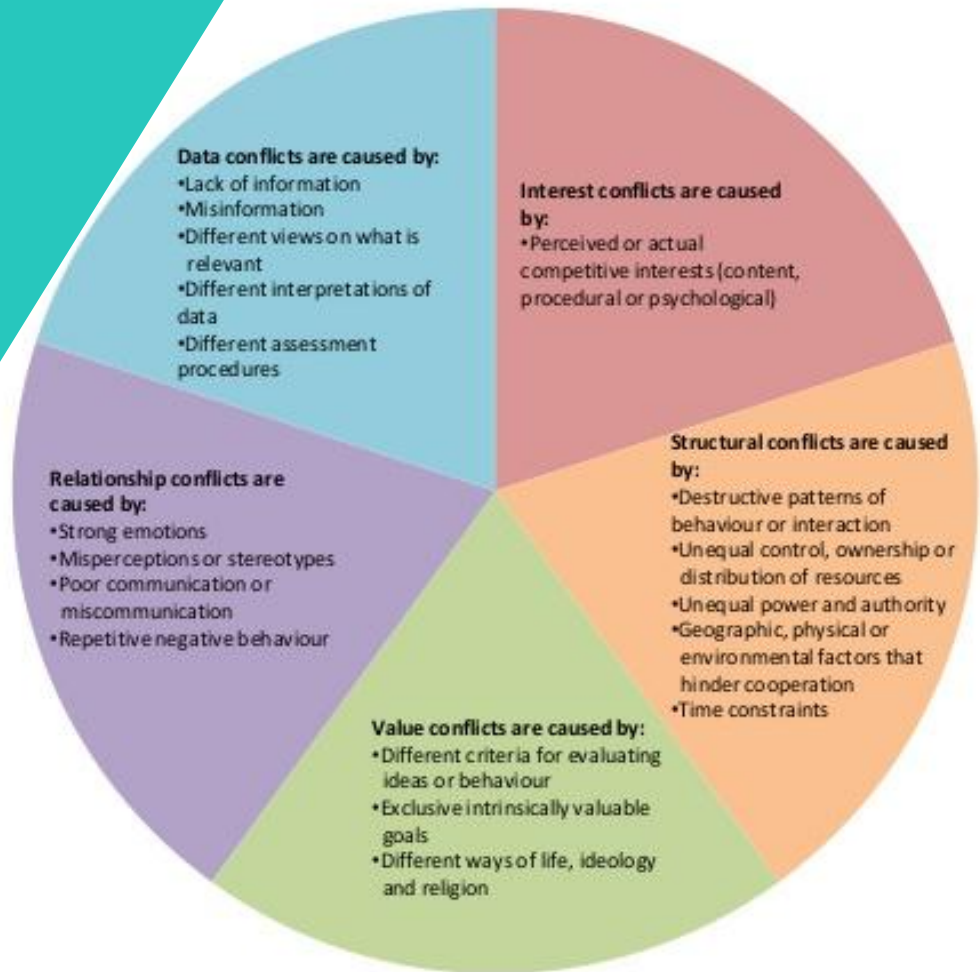 Data conflicts are caused by:
•Lack of information
•Misinformation
•Different views on what is
relevant
•Different interpretations of
data
•Different assessment
procedures
Interest conflicts are caused
by:
•Perceived or actual
competitive interests (content,
procedural or psychological)
Structural conflicts are caused
by:
•Destructive patterns of
behaviour or interaction
•Unequal control, ownership or
distribution of resources
•Unequal power and authority
•Geographic, physical or
environmental factors that
hinder cooperation
•Time constraints
Value conflicts are caused by:
•Different criteria for evaluating
ideas or behaviour
•Exclusive intrinsically valuable
goals
•Different ways of life, ideology
and religion
Relationship conflicts are
caused by:
•Strong emotions
•Misperceptions or stereotypes
•Poor communication or
miscommunication
•Repetitive negative behaviour